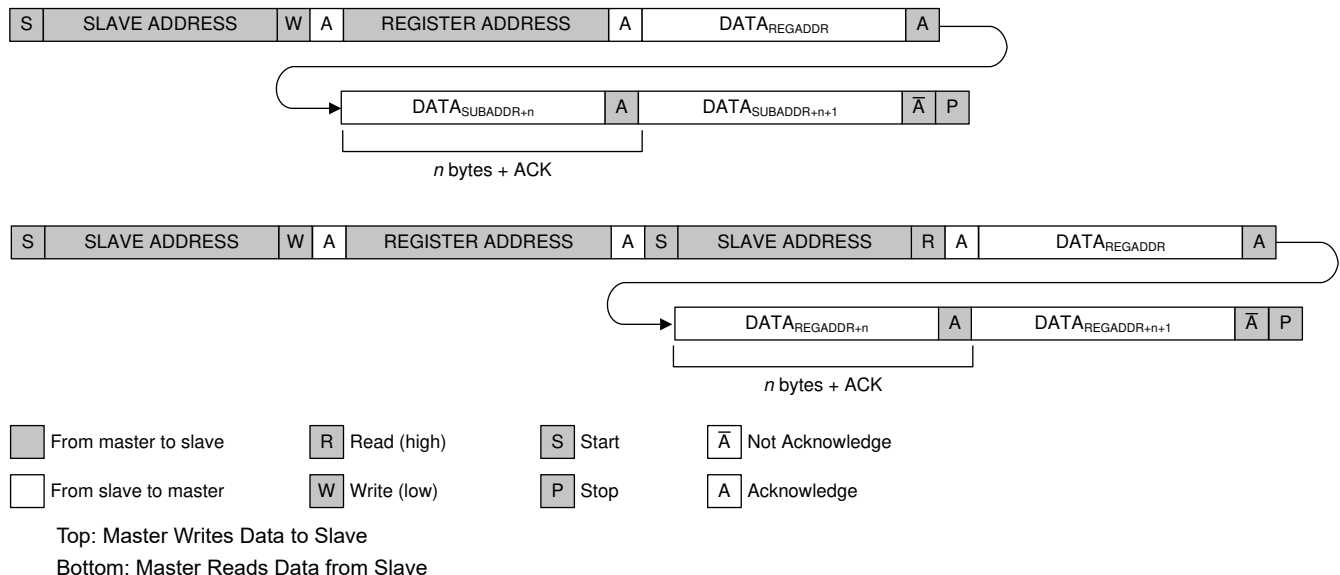 S SLAVE ADDRESS W A REGISTER ADDRESS A DATAREGADDR A
DATASUBADDR+n A DATASUBADDR+n+1 A̅ P
n bytes + ACK
S SLAVE ADDRESS W A REGISTER ADDRESS A S SLAVE ADDRESS R A DATAREGADDR A
DATAREGADDR+n A DATAREGADDR+n+1 A̅ P
n bytes + ACK
From master to slave R Read (high) S Start A̅ Not Acknowledge
From slave to master W Write (low) P Stop A Acknowledge
Top: Master Writes Data to Slave
Bottom: Master Reads Data from Slave